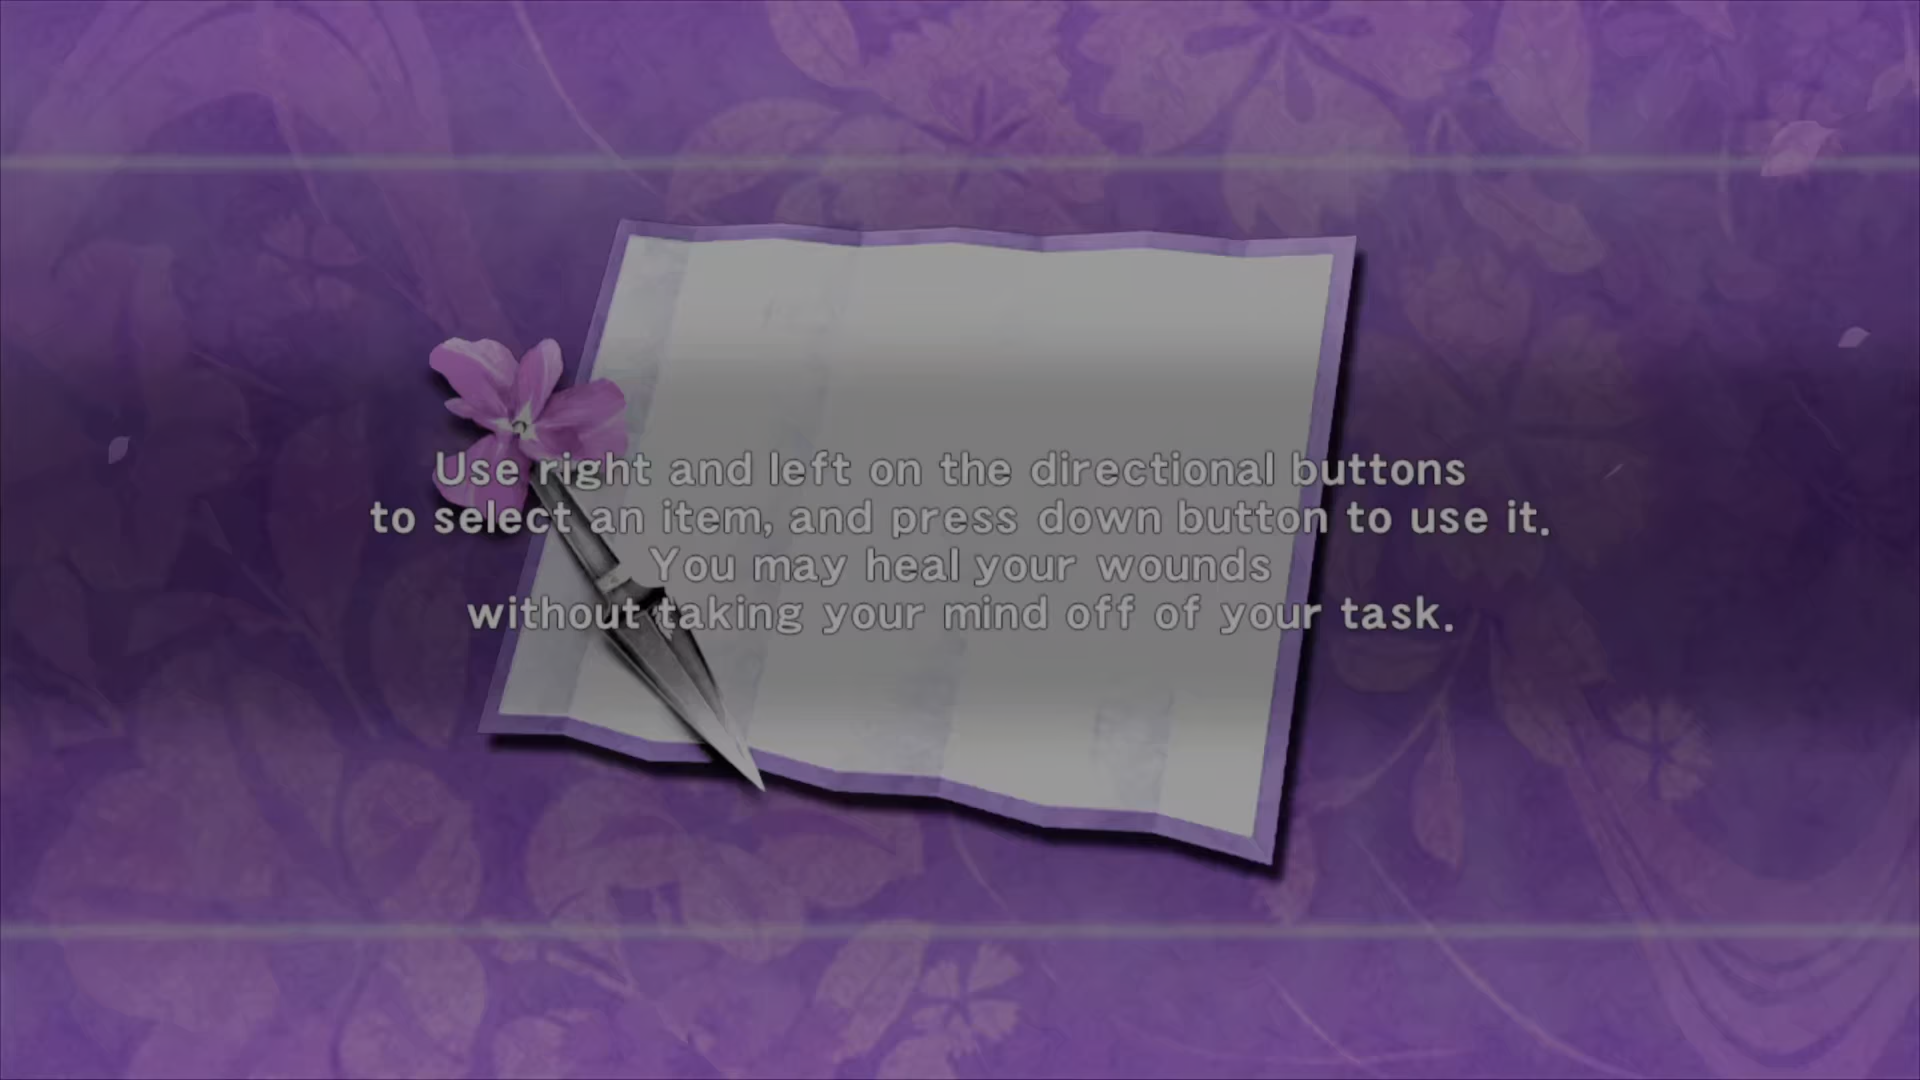 Use right and left on the directional buttons
to select an item, and press down button to use it.
You may heal your wounds
without taking your mind off of your task.